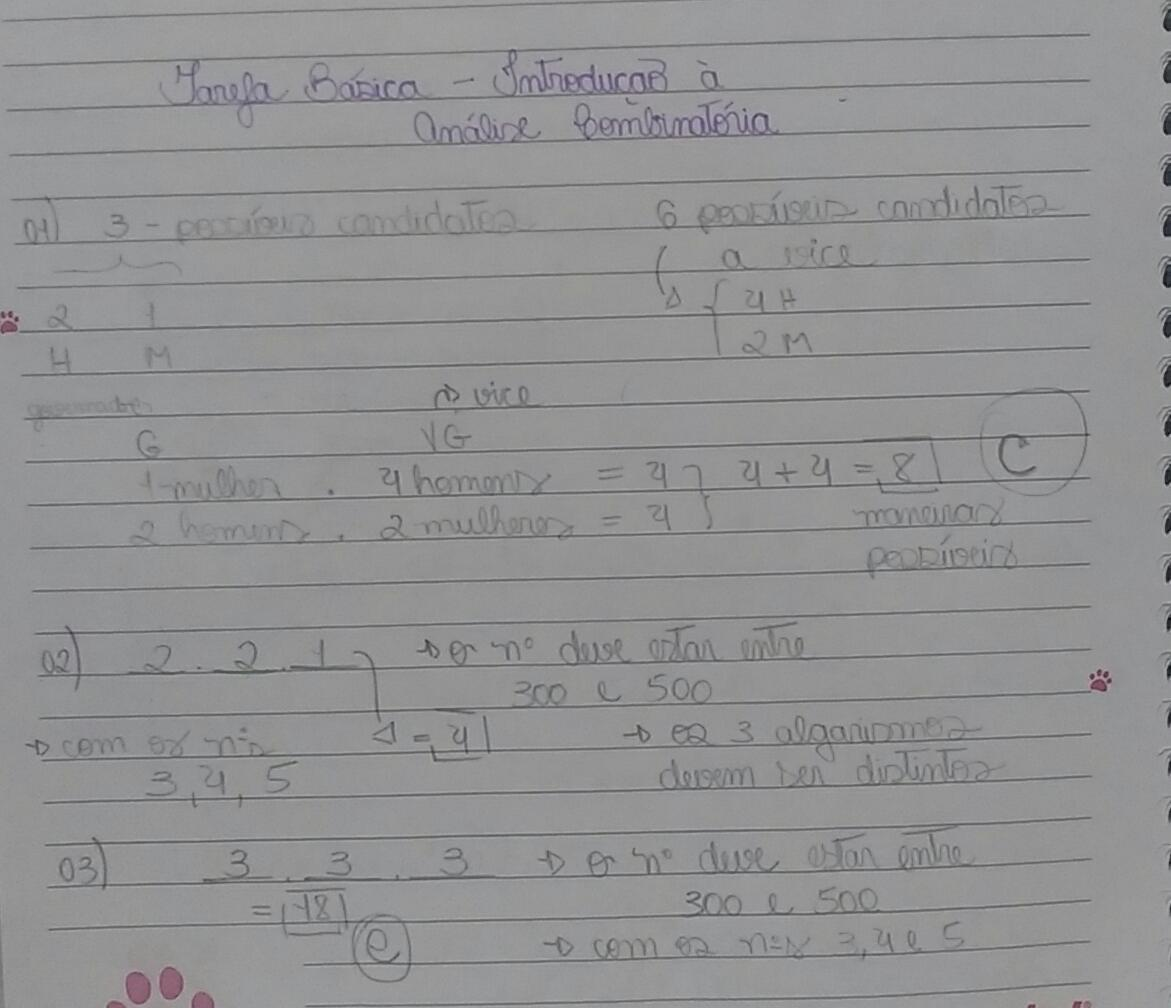 Tarefa Básica - Introdução à
Análise Combinatória
01) 3 - possíveis candidatos 6 possíveis candidatos
a vice
2 1 4 H
H M 2 M
governador vice
G VG
1 mulher . 4 homens = 4 4 + 4 = 8 C
2 homens . 2 mulheres = 4 maneiras
possíveis
02) 2 . 2 . 1 → o nº deve estar entre
300 e 500
→ com os nºs = 4 → os 3 algarismos
3, 4, 5 devem ser distintos
03) 3 . 3 . 3 → o nº deve estar entre
= 18 300 e 500
e → com os nºs 3, 4 e 5